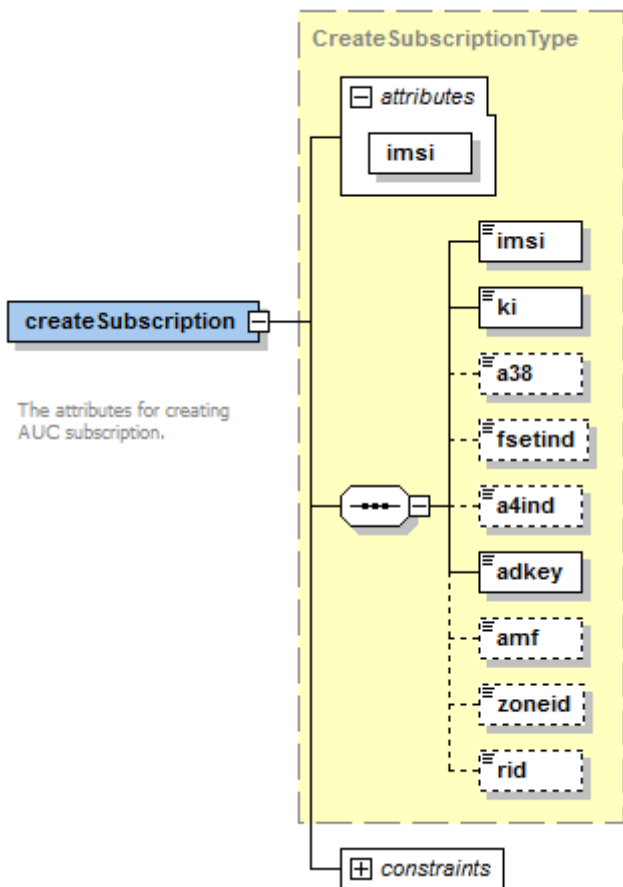 CreateSubscriptionType
attributes
imsi
imsi
ki
createSubscription
a38
The attributes for creating
AUC subscription.
fsetind
a4ind
adkey
amf
zoneid
rid
constraints